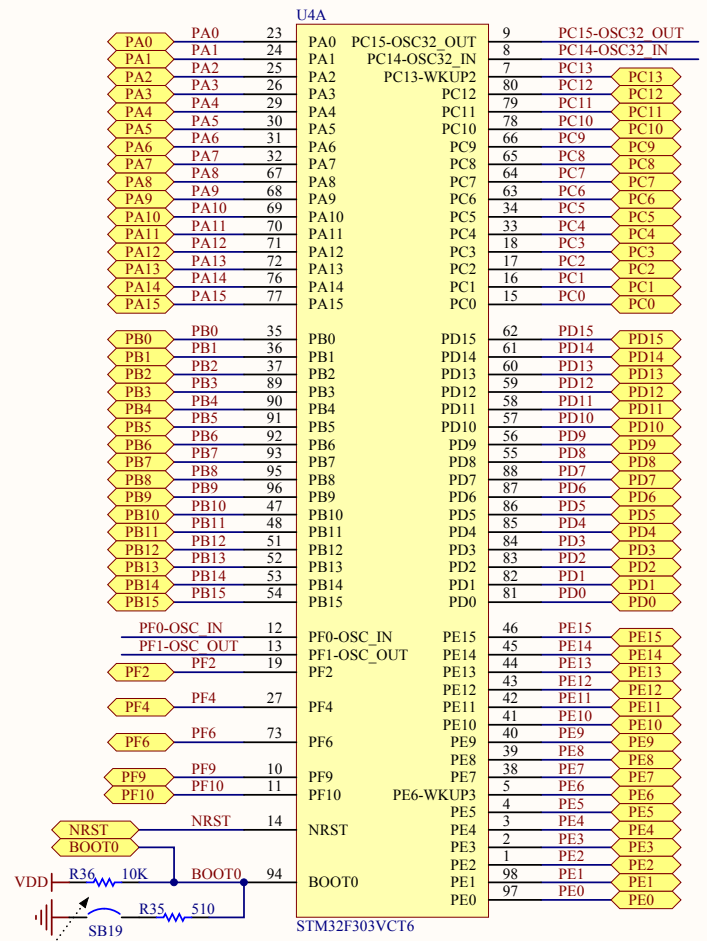 U4A
PA0 PA0 23 PA0 PC15-OSC32_OUT 9 PC15-OSC32_OUT
PA1 PA1 24 PA1 PC14-OSC32_IN 8 PC14-OSC32_IN
PA2 PA2 25 PA2 PC13-WKUP2 7 PC13 PC13
PA3 PA3 26 PA3 PC12 80 PC12 PC12
PA4 PA4 29 PA4 PC11 79 PC11 PC11
PA5 PA5 30 PA5 PC10 78 PC10 PC10
PA6 PA6 31 PA6 PC9 66 PC9 PC9
PA7 PA7 32 PA7 PC8 65 PC8 PC8
PA8 PA8 67 PA8 PC7 64 PC7 PC7
PA9 PA9 68 PA9 PC6 63 PC6 PC6
PA10 PA10 69 PA10 PC5 34 PC5 PC5
PA11 PA11 70 PA11 PC4 33 PC4 PC4
PA12 PA12 71 PA12 PC3 18 PC3 PC3
PA13 PA13 72 PA13 PC2 17 PC2 PC2
PA14 PA14 76 PA14 PC1 16 PC1 PC1
PA15 PA15 77 PA15 PC0 15 PC0 PC0
PB0 PB0 35 PB0 PD15 62 PD15 PD15
PB1 PB1 36 PB1 PD14 61 PD14 PD14
PB2 PB2 37 PB2 PD13 60 PD13 PD13
PB3 PB3 89 PB3 PD12 59 PD12 PD12
PB4 PB4 90 PB4 PD11 58 PD11 PD11
PB5 PB5 91 PB5 PD10 57 PD10 PD10
PB6 PB6 92 PB6 PD9 56 PD9 PD9
PB7 PB7 93 PB7 PD8 55 PD8 PD8
PB8 PB8 95 PB8 PD7 88 PD7 PD7
PB9 PB9 96 PB9 PD6 87 PD6 PD6
PB10 PB10 47 PB10 PD5 86 PD5 PD5
PB11 PB11 48 PB11 PD4 85 PD4 PD4
PB12 PB12 51 PB12 PD3 84 PD3 PD3
PB13 PB13 52 PB13 PD2 83 PD2 PD2
PB14 PB14 53 PB14 PD1 82 PD1 PD1
PB15 PB15 54 PB15 PD0 81 PD0 PD0
PF0-OSC_IN 12 PF0-OSC_IN PE15 46 PE15 PE15
PF1-OSC_OUT 13 PF1-OSC_OUT PE14 45 PE14 PE14
PF2 PF2 19 PF2 PE13 44 PE13 PE13
PE12 43 PE12 PE12
PF4 PF4 27 PF4 PE11 42 PE11 PE11
PE10 41 PE10 PE10
PF6 PF6 73 PF6 PE9 40 PE9 PE9
PE8 39 PE8 PE8
PF9 PF9 10 PF9 PE7 38 PE7 PE7
PF10 PF10 11 PF10 PE6-WKUP3 5 PE6 PE6
PE5 4 PE5 PE5
NRST NRST 14 NRST PE4 3 PE4 PE4
BOOT0 PE3 2 PE3 PE3
PE2 1 PE2 PE2
VDD R36 10K BOOT0 94 BOOT0 PE1 98 PE1 PE1
PE0 97 PE0 PE0
R35 510
SB19
STM32F303VCT6